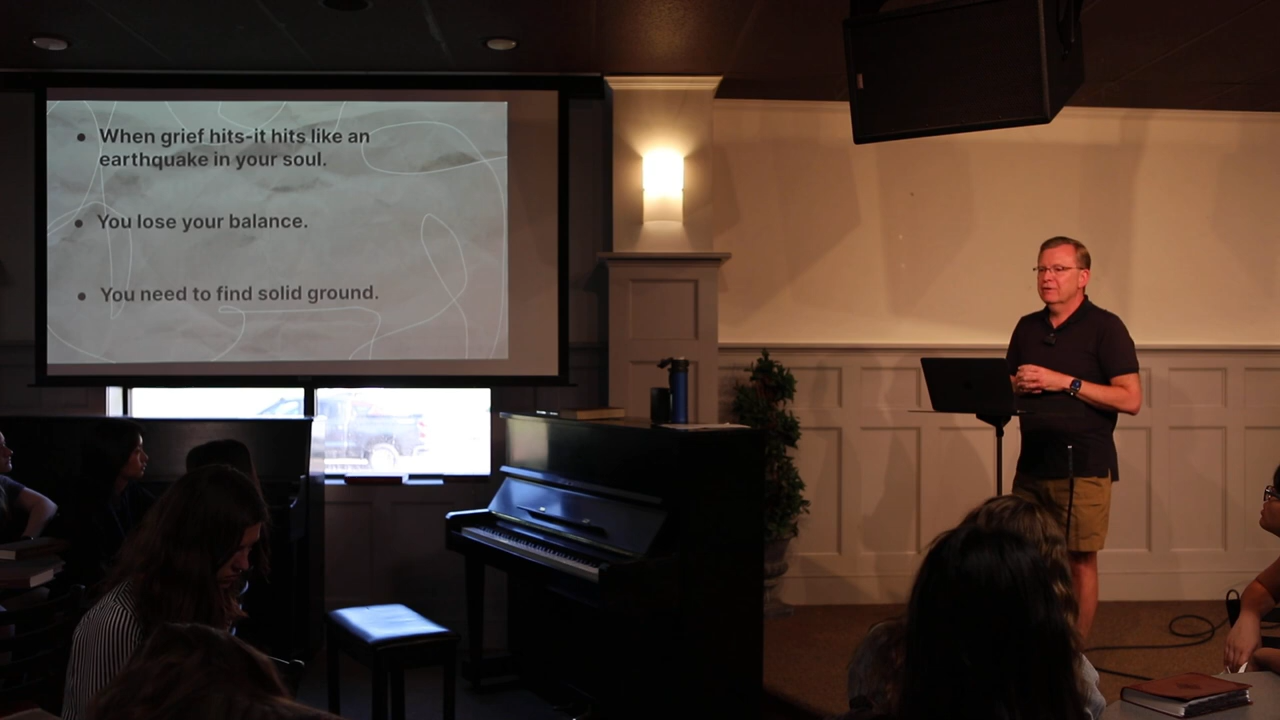 • When grief hits-it hits like an
earthquake in your soul.
• You lose your balance.
• You need to find solid ground.